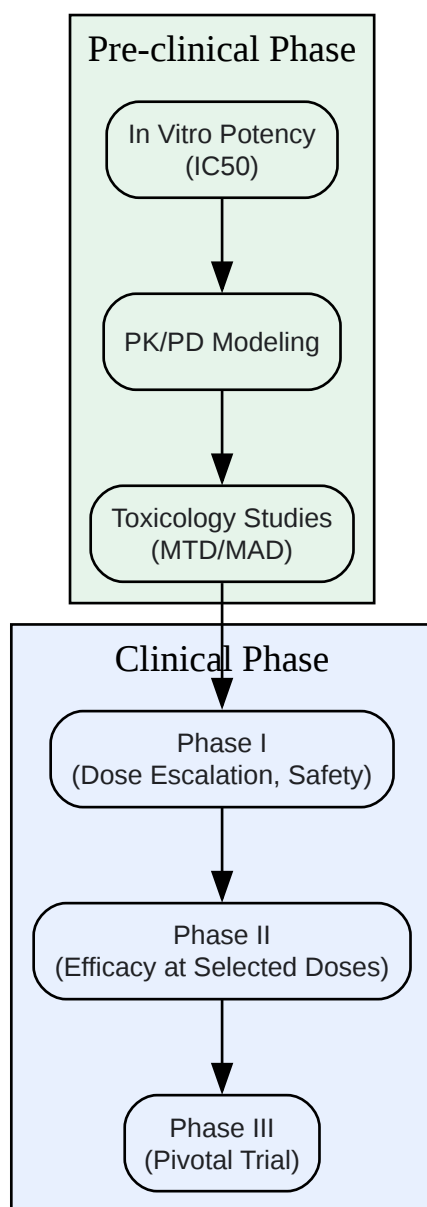 Pre-clinical Phase
In Vitro Potency
(IC50)
PK/PD Modeling
Toxicology Studies
(MTD/MAD)
Clinical Phase
Phase I
(Dose Escalation, Safety)
Phase II
(Efficacy at Selected Doses)
Phase III
(Pivotal Trial)